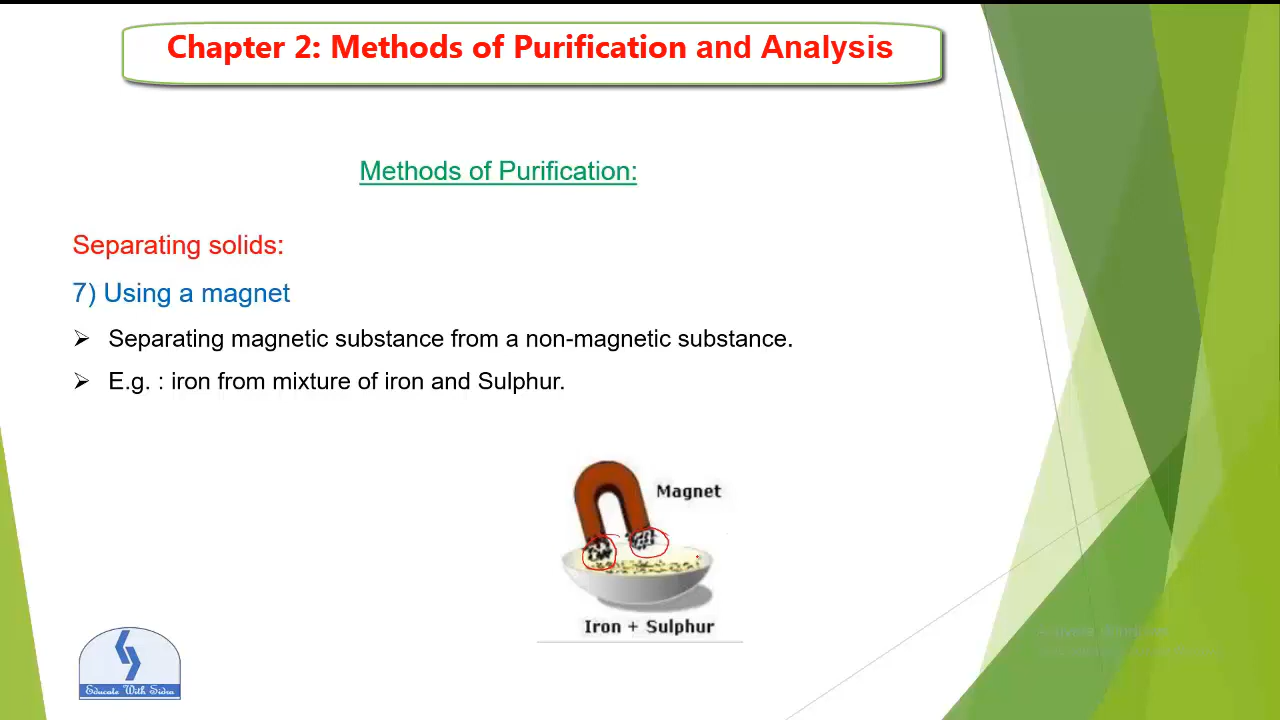 Chapter 2: Methods of Purification and Analysis
Methods of Purification:
Separating solids:
7) Using a magnet
➢ Separating magnetic substance from a non-magnetic substance.
➢ E.g. : iron from mixture of iron and Sulphur.
Magnet
Iron + Sulphur
Educate With Sidra